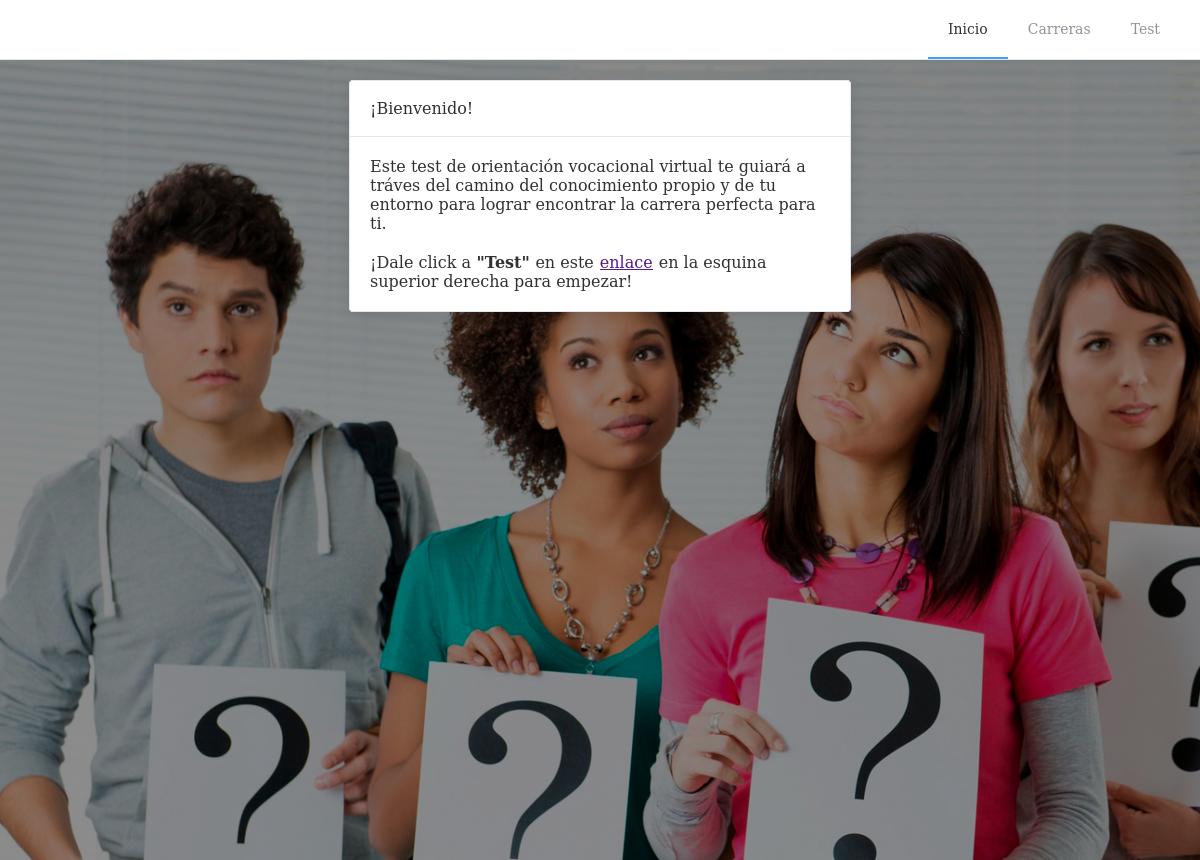 Inicio Carreras Test
¡Bienvenido!
Este test de orientación vocacional virtual te guiará a
tráves del camino del conocimiento propio y de tu
entorno para lograr encontrar la carrera perfecta para
ti.
¡Dale click a "Test" en este enlace en la esquina
superior derecha para empezar!
? ? ? ?